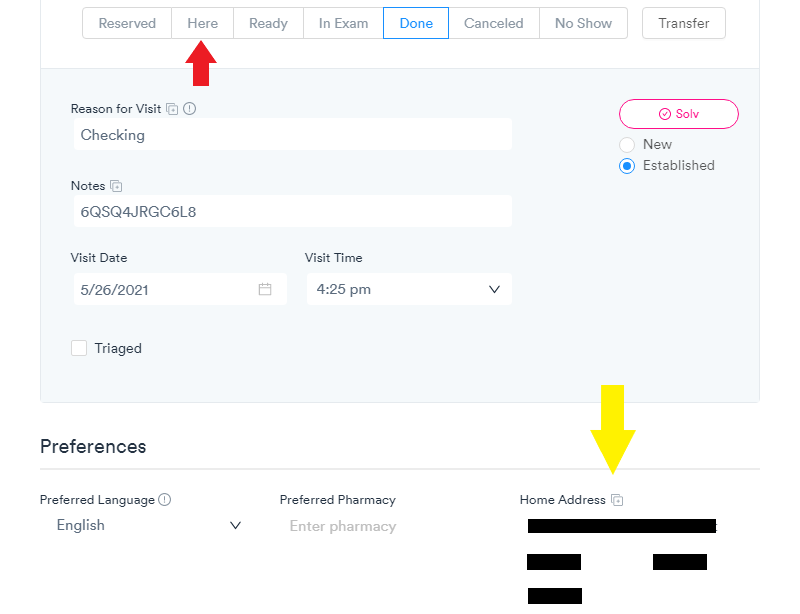 Reserved Here Ready In Exam Done Canceled No Show Transfer
Reason for Visit
Checking
Solv
New
Established
Notes
6QSQ4JRGC6L8
Visit Date Visit Time
5/26/2021 4:25 pm
Triaged
Preferences
Preferred Language Preferred Pharmacy Home Address
English Enter pharmacy